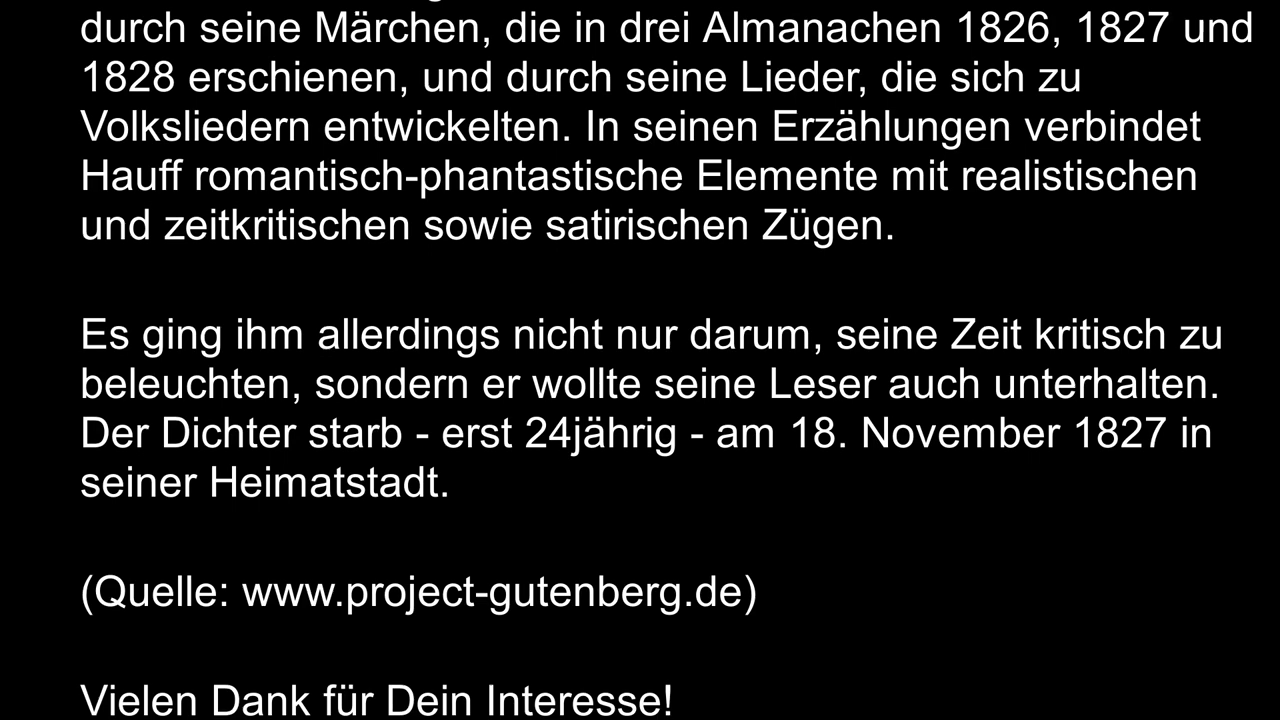 durch seine Märchen, die in drei Almanachen 1826, 1827 und
1828 erschienen, und durch seine Lieder, die sich zu
Volksliedern entwickelten. In seinen Erzählungen verbindet
Hauff romantisch-phantastische Elemente mit realistischen
und zeitkritischen sowie satirischen Zügen.
Es ging ihm allerdings nicht nur darum, seine Zeit kritisch zu
beleuchten, sondern er wollte seine Leser auch unterhalten.
Der Dichter starb - erst 24jährig - am 18. November 1827 in
seiner Heimatstadt.
(Quelle: www.project-gutenberg.de)
Vielen Dank für Dein Interesse!